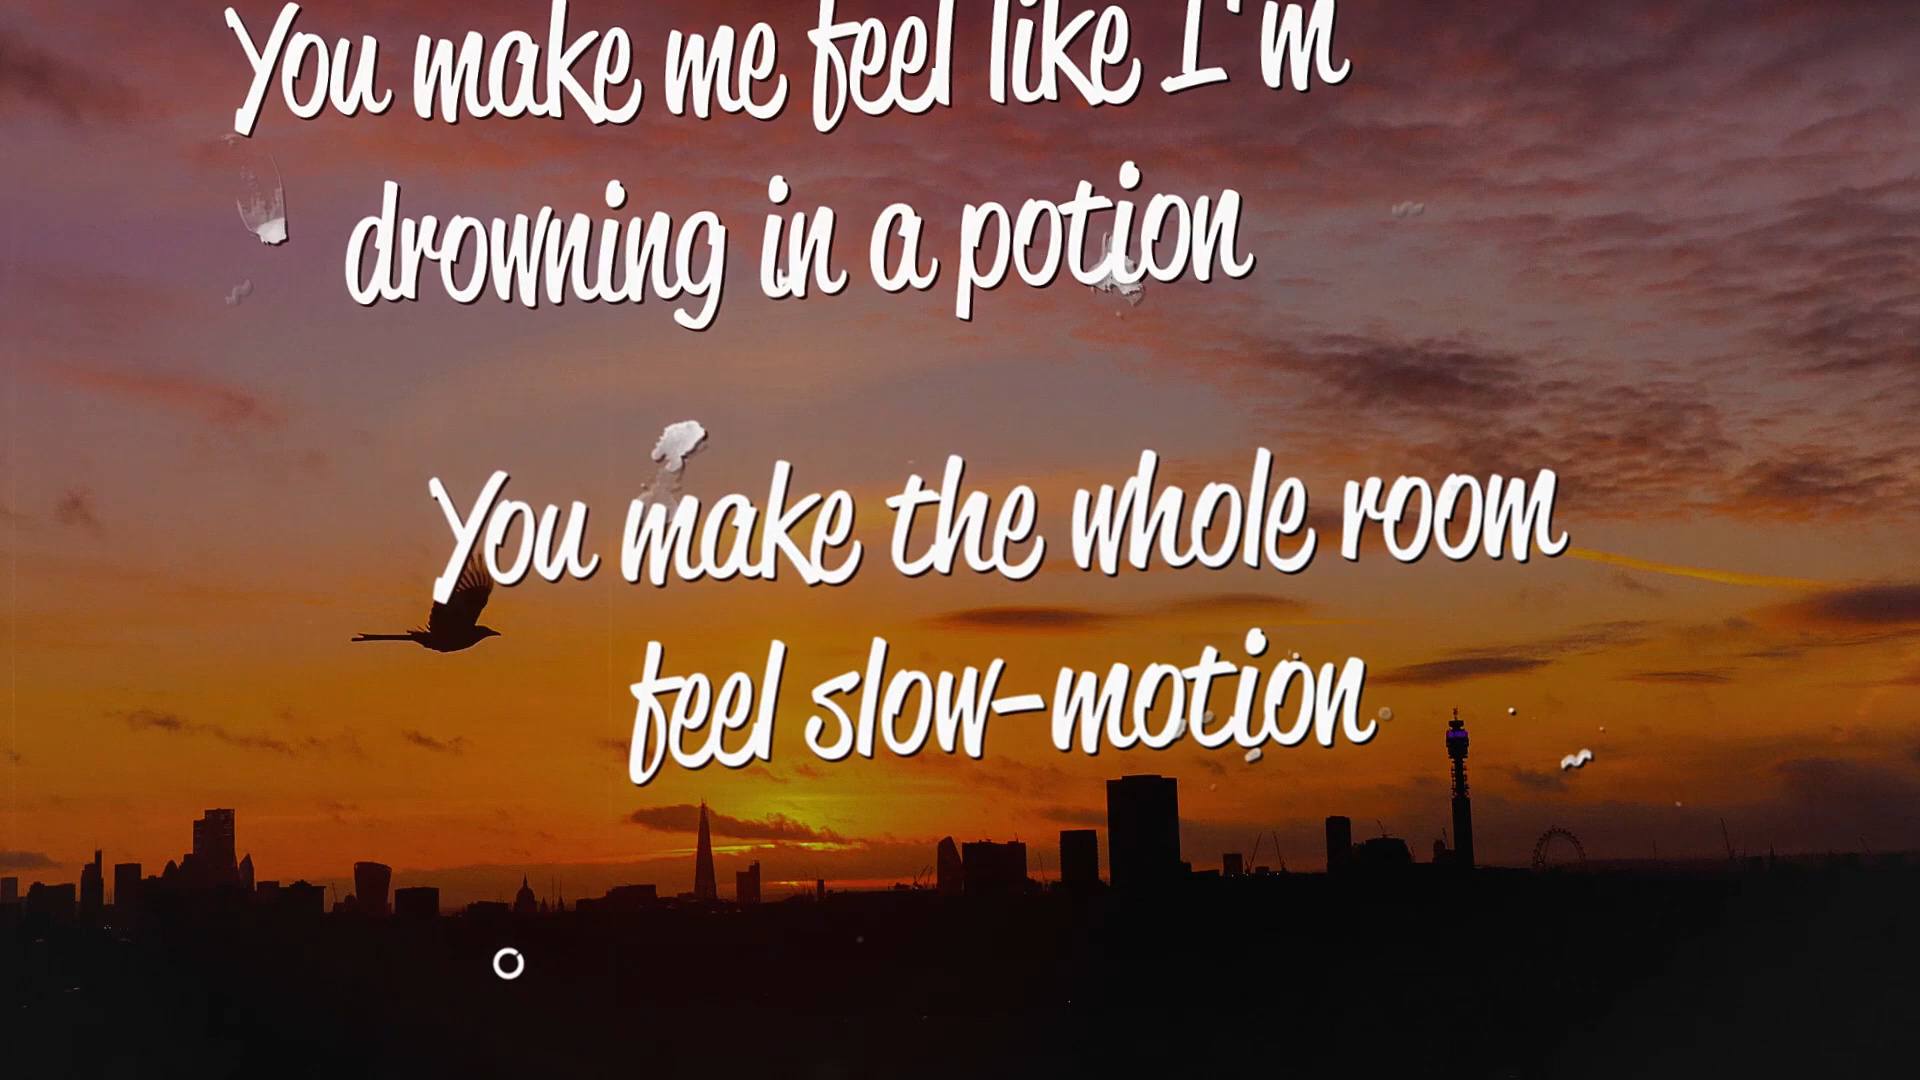 You make me feel like I'm
drowning in a potion
You make the whole room
feel slow-motion